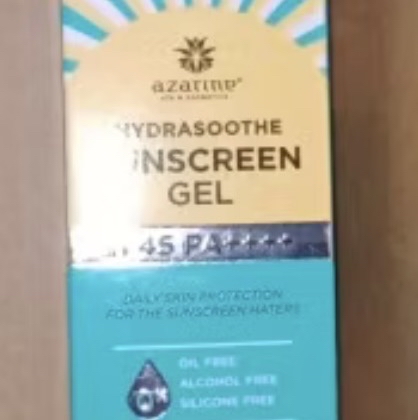 azarine
HYDRASOOTHE
SUNSCREEN
GEL
45 PA++++
DAILY SKIN PROTECTION
FOR THE SUNSCREEN HATERS
OIL FREE
ALCOHOL FREE
SILICONE FREE